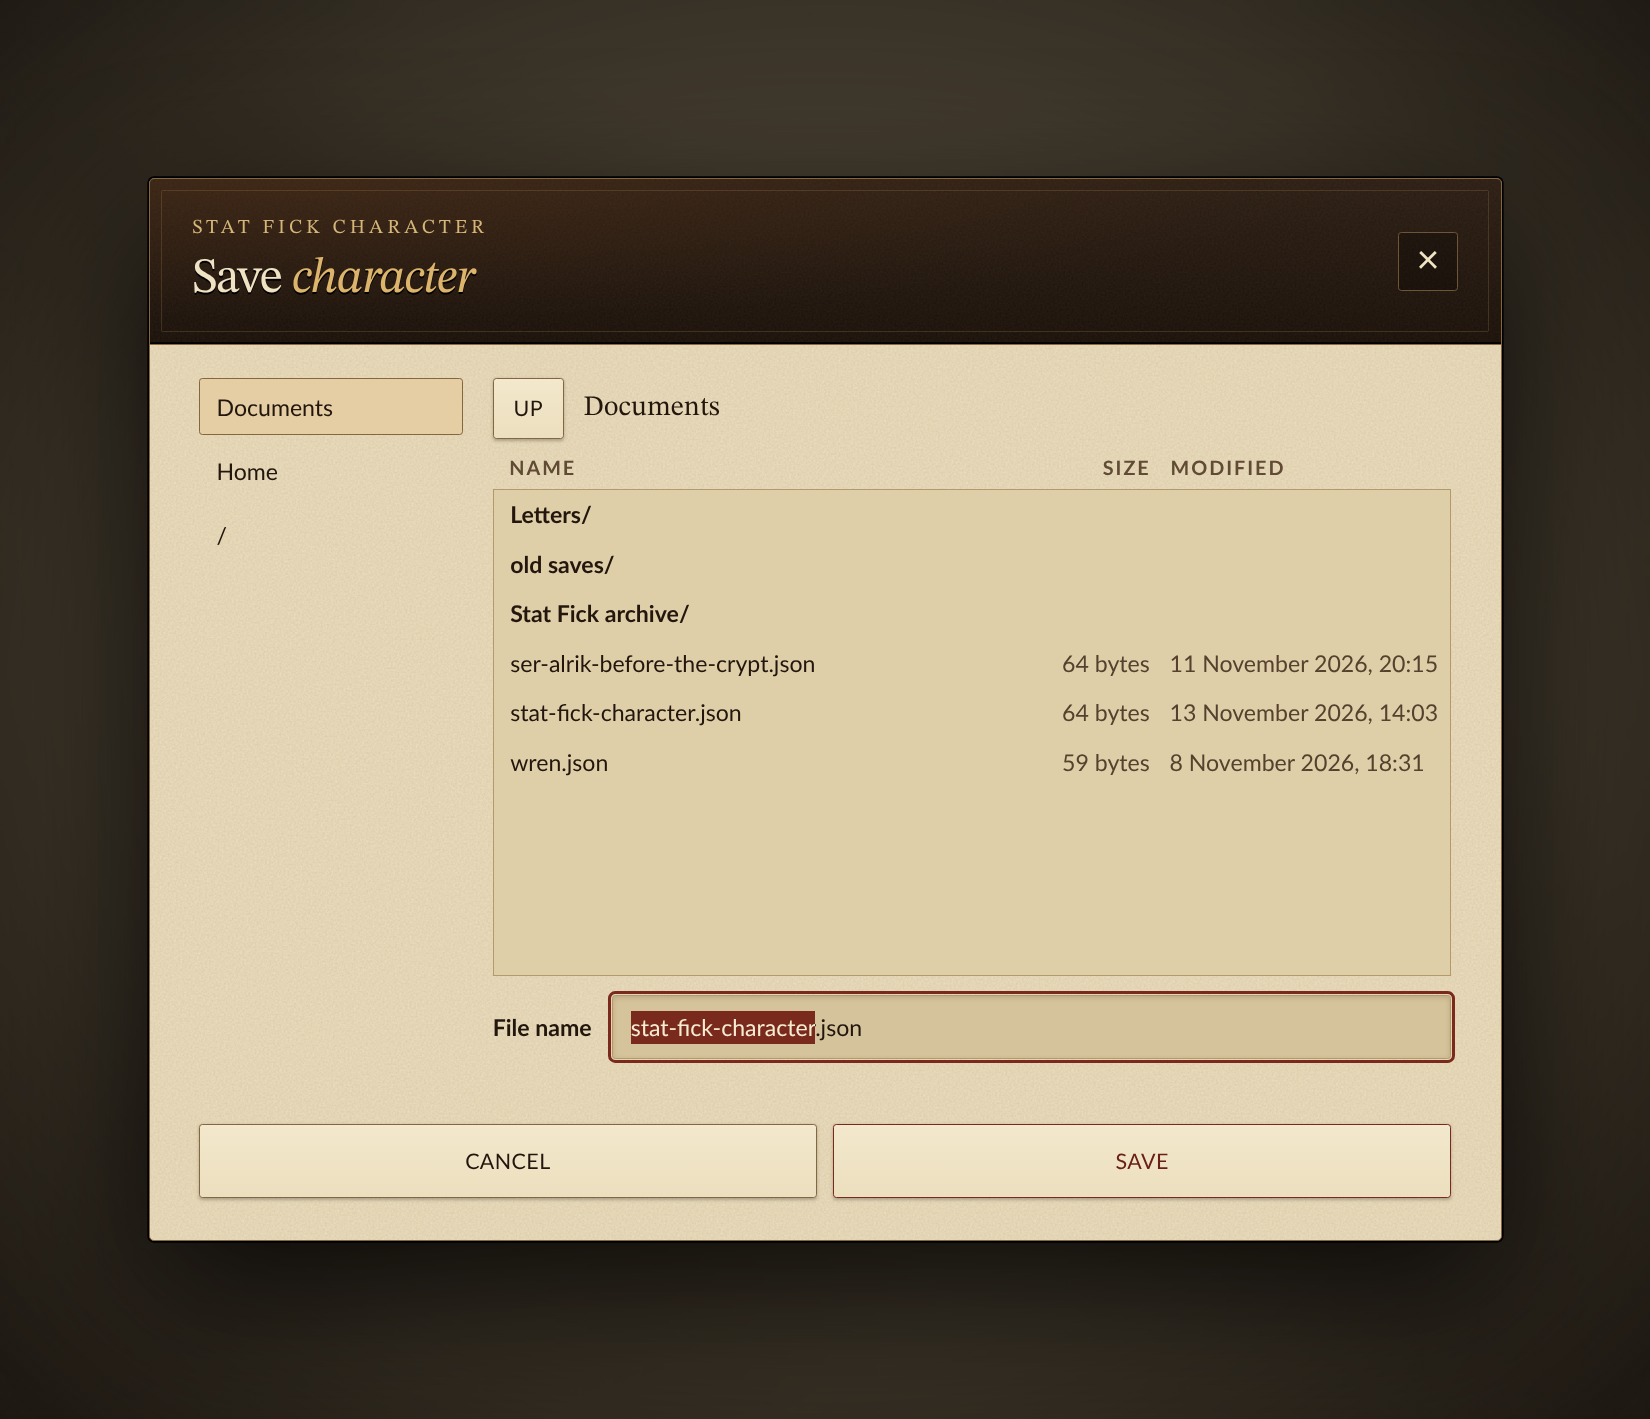 STAT FICK CHARACTER
Save character
×
Documents
Home
/
UP
Documents
NAME SIZE MODIFIED
Letters/
old saves/
Stat Fick archive/
ser-alrik-before-the-crypt.json 64 bytes 11 November 2026, 20:15
stat-fick-character.json 64 bytes 13 November 2026, 14:03
wren.json 59 bytes 8 November 2026, 18:31
File name stat-fick-character.json
CANCEL SAVE